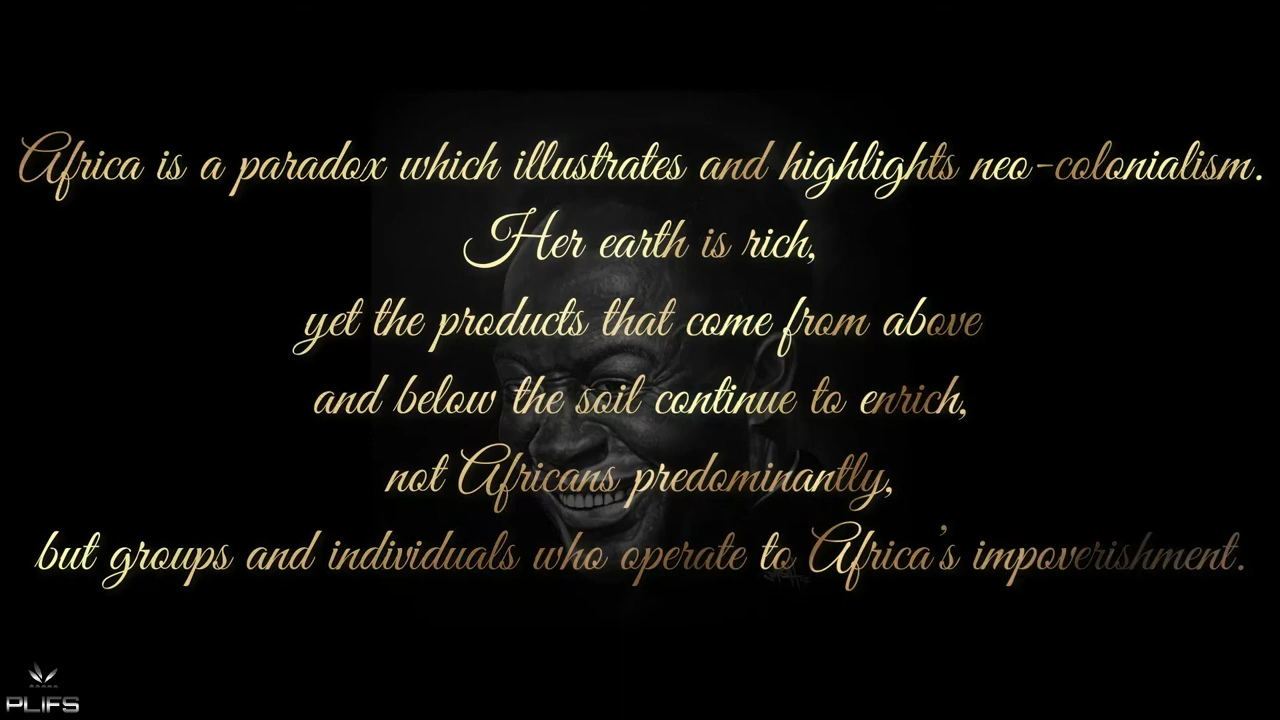 Africa is a paradox which illustrates and highlights neo-colonialism.
Her earth is rich,
yet the products that come from above
and below the soil continue to enrich,
not Africans predominantly,
but groups and individuals who operate to Africa's impoverishment.
PLIFS